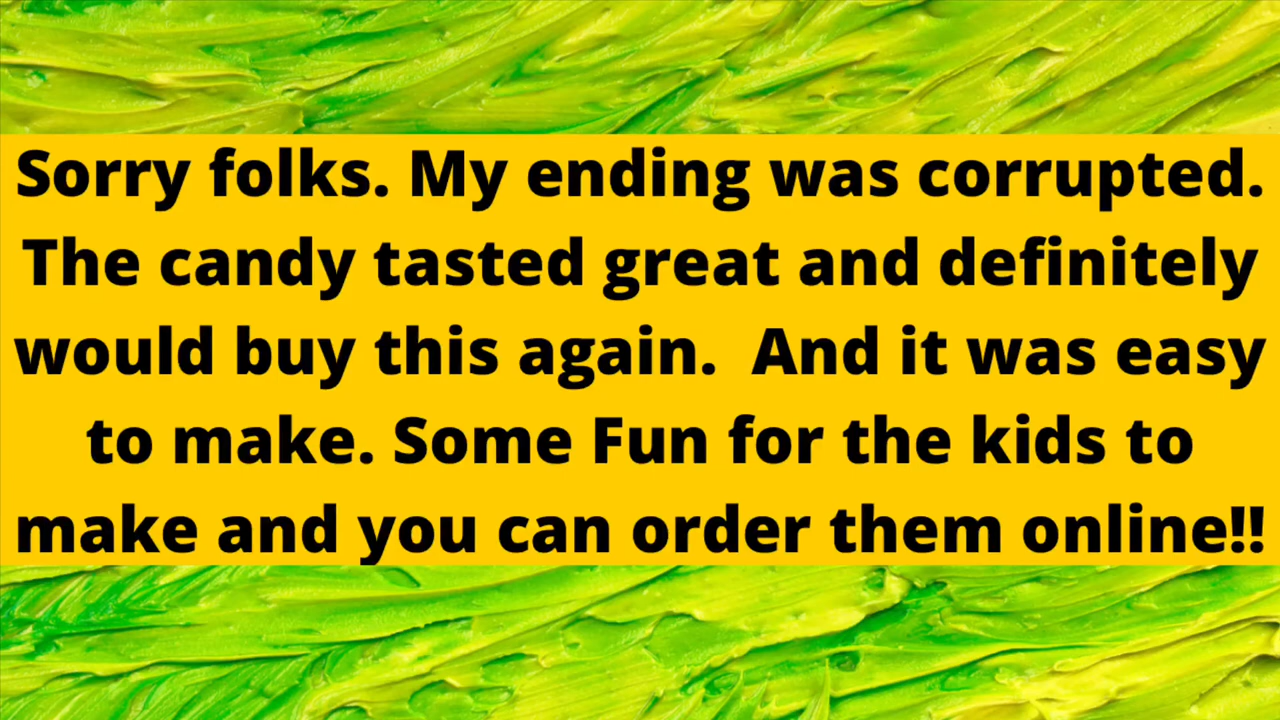 Sorry folks. My ending was corrupted.
The candy tasted great and definitely
would buy this again.  And it was easy
to make. Some Fun for the kids to
make and you can order them online!!